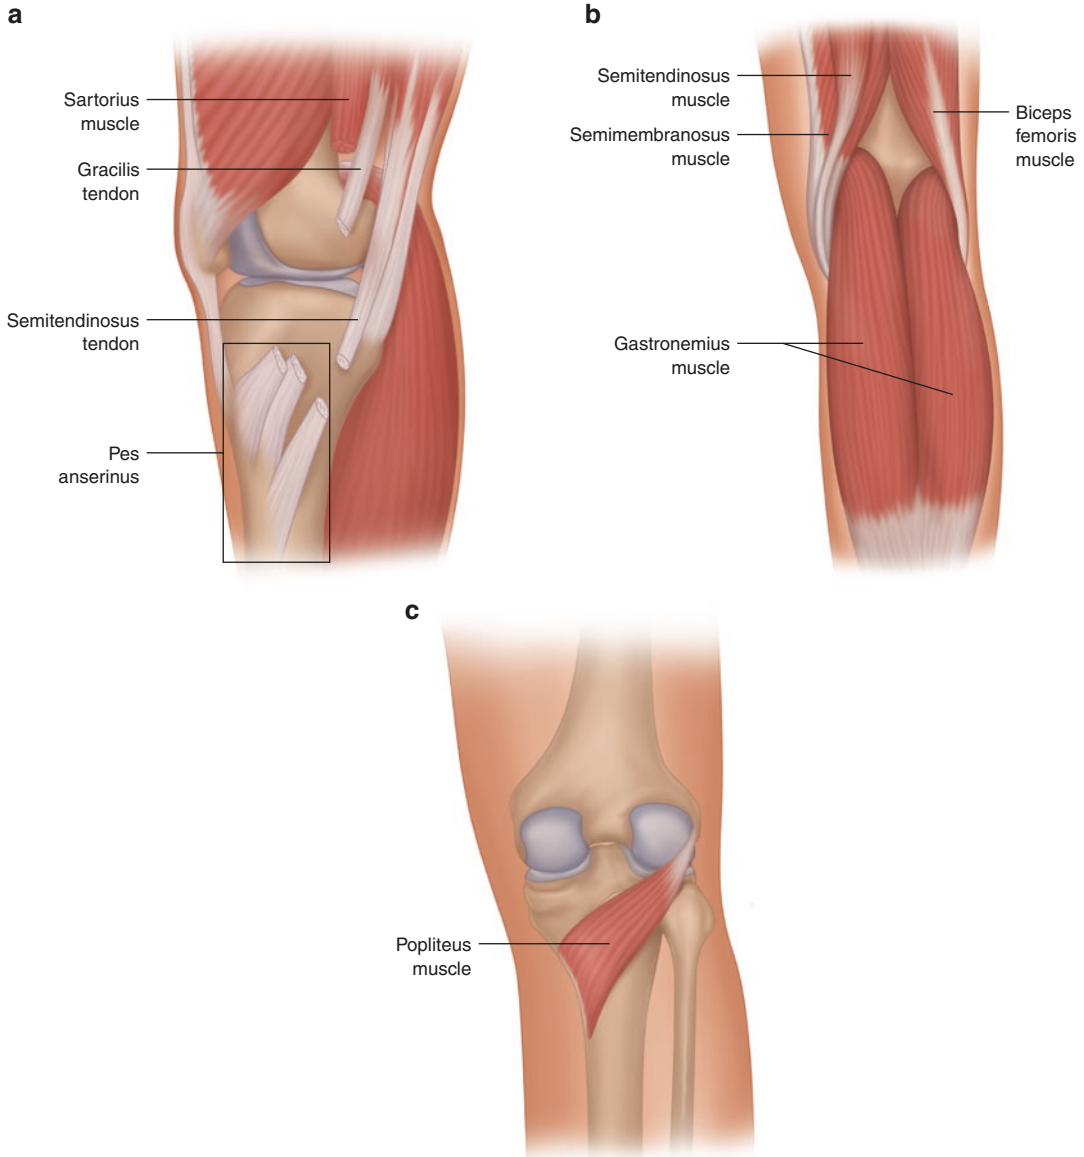 a
Sartorius
muscle
Gracilis
tendon
Semitendinosus
tendon
Pes
anserinus
b
Semitendinosus
muscle
Semimembranosus
muscle
Biceps
femoris
muscle
Gastronemius
muscle
c
Popliteus
muscle